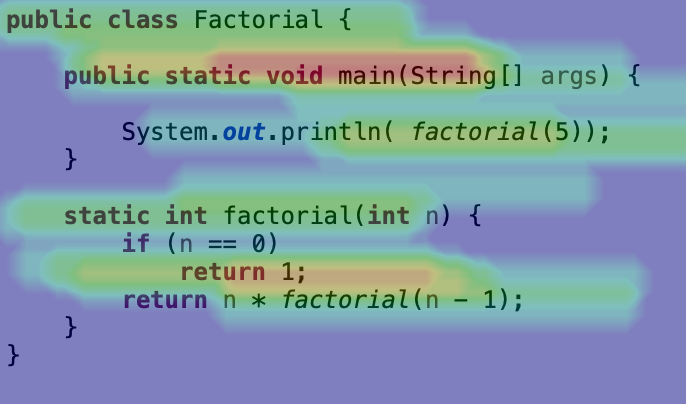 public class Factorial {
public static void main(String[] args) {
System.out.println( factorial(5));
}
static int factorial(int n) {
if (n == 0)
return 1;
return n * factorial(n - 1);
}
}